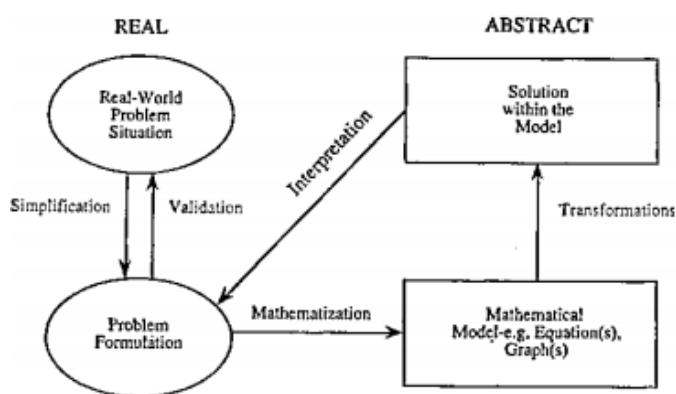 REAL
ABSTRACT
Real-World
Problem
Situation
Solution
within the
Model
Interpretation
Simplification
Validation
Transformations
Problem
Formulation
Mathematization
Mathematical
Model-e.g. Equation(s),
Graph(s)